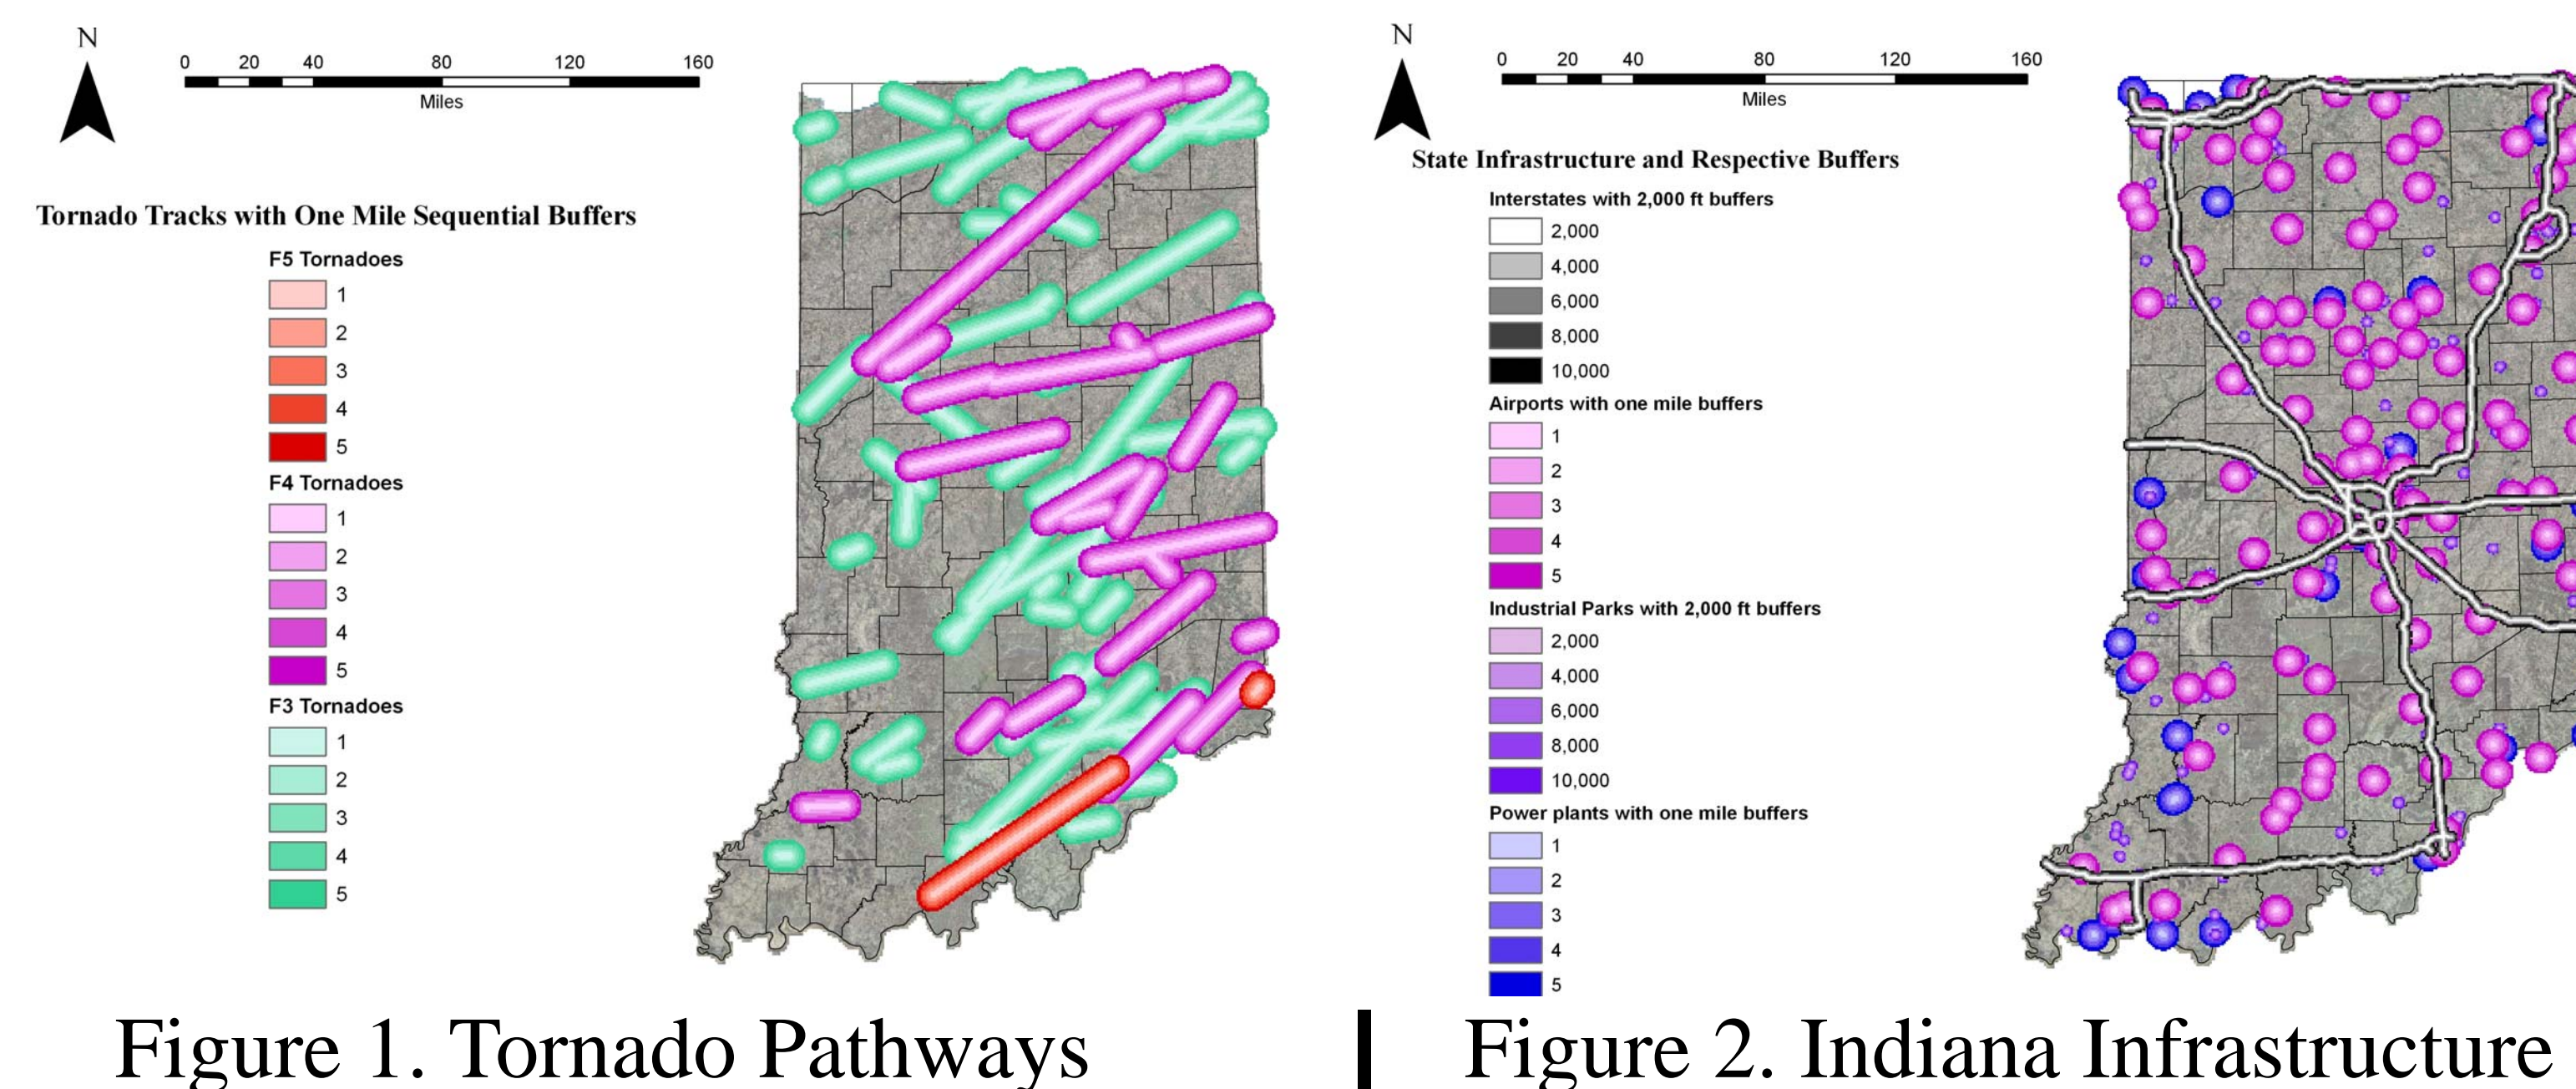 N
0 20 40 80 120 160
Miles
Tornado Tracks with One Mile Sequential Buffers
F5 Tornadoes
1
2
3
4
5
F4 Tornadoes
1
2
3
4
5
F3 Tornadoes
1
2
3
4
5
Figure 1. Tornado Pathways
N
0 20 40 80 120 160
Miles
State Infrastructure and Respective Buffers
Interstates with 2,000 ft buffers
2,000
4,000
6,000
8,000
10,000
Airports with one mile buffers
1
2
3
4
5
Industrial Parks with 2,000 ft buffers
2,000
4,000
6,000
8,000
10,000
Power plants with one mile buffers
1
2
3
4
5
Figure 2. Indiana Infrastructure